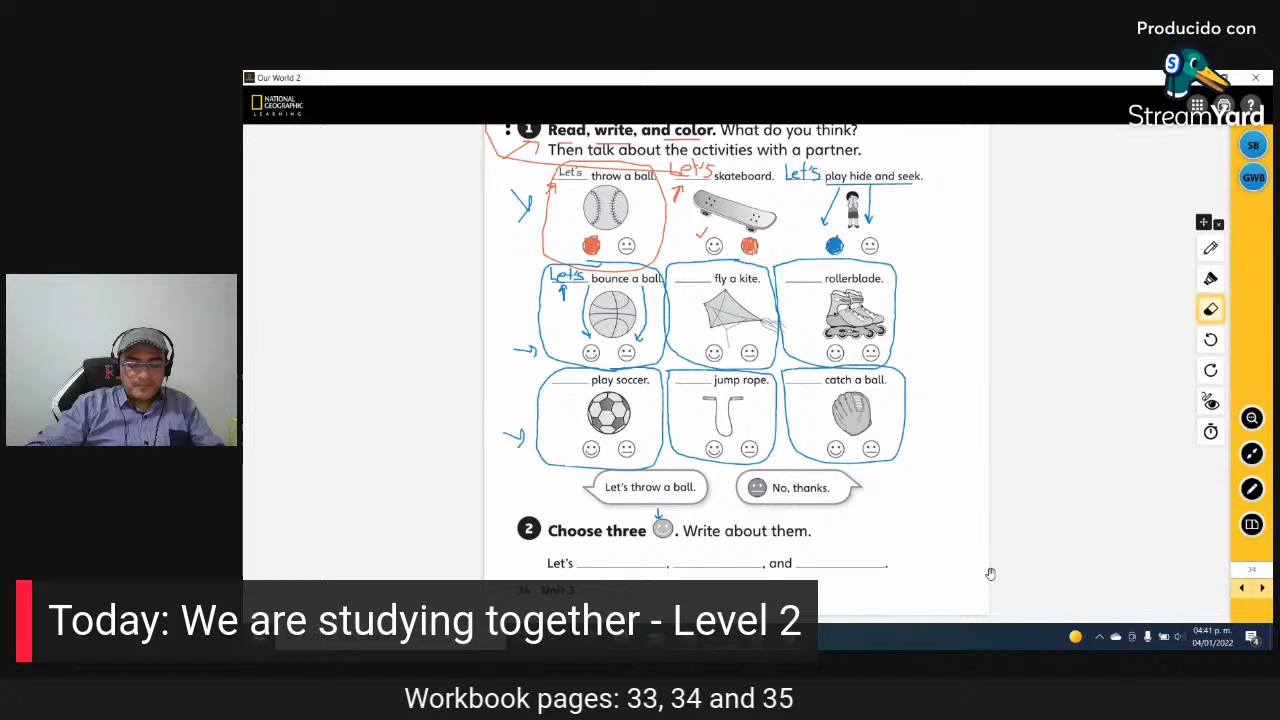 Producido con
StreamYard
Our World 2
NATIONAL
GEOGRAPHIC
LEARNING
SB
GWB
1 Read, write, and color. What do you think?
Then talk about the activities with a partner.
Let's throw a ball.
Let's skateboard.
Let's play hide and seek.
Let's bounce a ball.
fly a kite.
rollerblade.
play soccer.
jump rope.
catch a ball.
Let's throw a ball.
No, thanks.
2 Choose three . Write about them.
Let's , , and .
34 Unit 3
34
04:41 p. m.
04/01/2022
Today: We are studying together - Level 2
Workbook pages: 33, 34 and 35